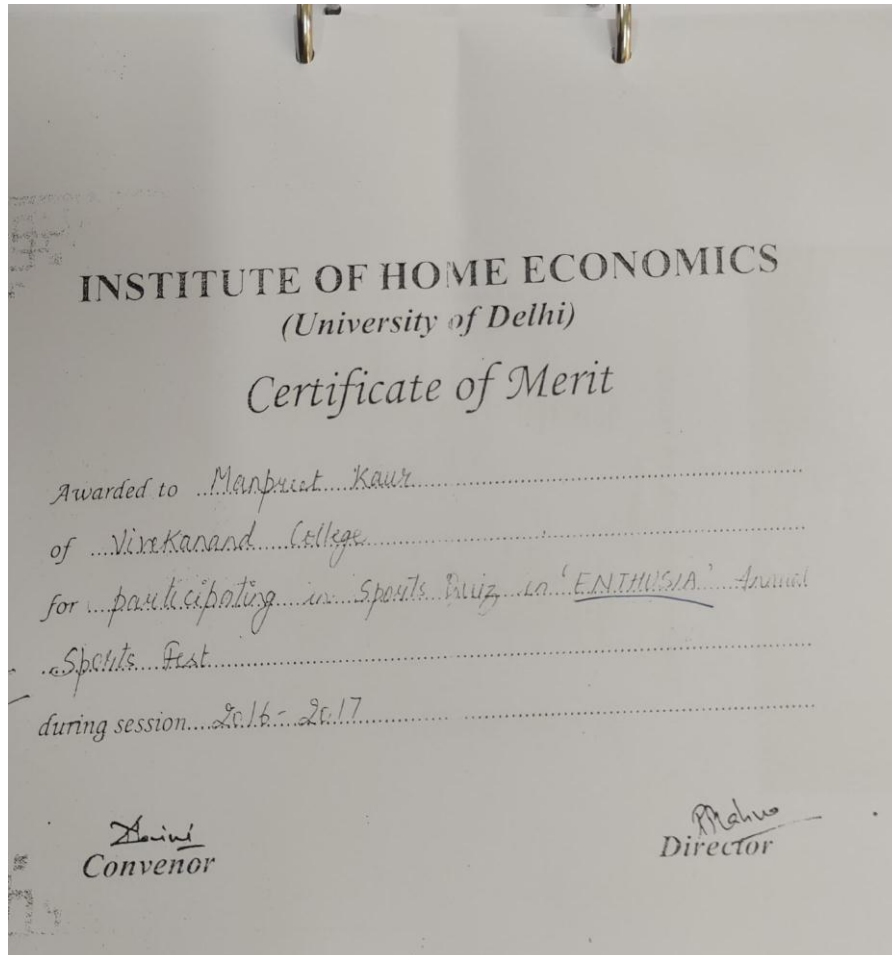 INSTITUTE OF HOME ECONOMICS
(University of Delhi)
Certificate of Merit
Awarded to Manpreet Kaur
of Vivekanand College
for participating in Sports Quiz in 'ENTHUSIA' Annual
Sports Fest
during session 2016 - 2017
Convenor
Director